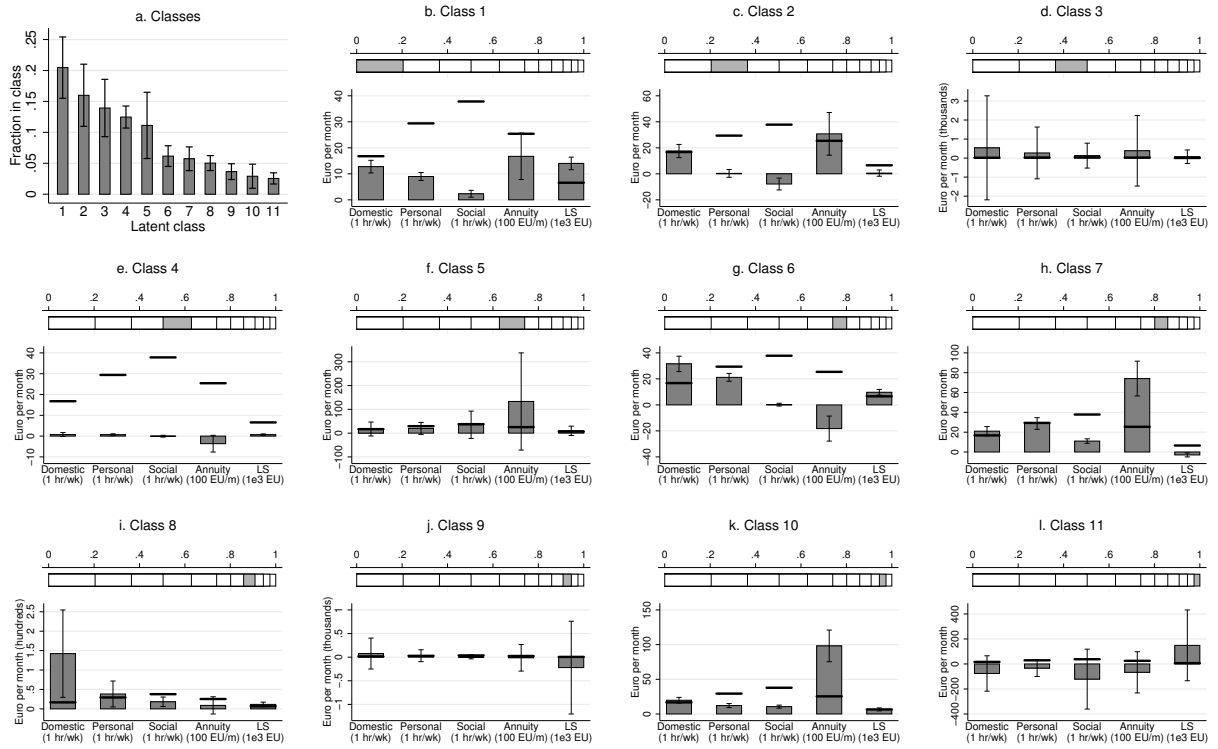 a. Classes
Fraction in class
0 .05 .1 .15 .2 .25
1 2 3 4 5 6 7 8 9 10 11
Latent class
b. Class 1
0 .2 .4 .6 .8 1
Euro per month
0 10 20 30 40
Domestic Personal Social Annuity LS
(1 hr/wk) (1 hr/wk) (1 hr/wk) (100 EU/m) (1e3 EU)
c. Class 2
0 .2 .4 .6 .8 1
Euro per month
−20 0 20 40 60
Domestic Personal Social Annuity LS
(1 hr/wk) (1 hr/wk) (1 hr/wk) (100 EU/m) (1e3 EU)
d. Class 3
0 .2 .4 .6 .8 1
Euro per month (thousands)
−2 −1 0 1 2 3
Domestic Personal Social Annuity LS
(1 hr/wk) (1 hr/wk) (1 hr/wk) (100 EU/m) (1e3 EU)
e. Class 4
0 .2 .4 .6 .8 1
Euro per month
−10 0 10 20 30 40
Domestic Personal Social Annuity LS
(1 hr/wk) (1 hr/wk) (1 hr/wk) (100 EU/m) (1e3 EU)
f. Class 5
0 .2 .4 .6 .8 1
Euro per month
−100 0 100 200 300
Domestic Personal Social Annuity LS
(1 hr/wk) (1 hr/wk) (1 hr/wk) (100 EU/m) (1e3 EU)
g. Class 6
0 .2 .4 .6 .8 1
Euro per month
−40 −20 0 20 40
Domestic Personal Social Annuity LS
(1 hr/wk) (1 hr/wk) (1 hr/wk) (100 EU/m) (1e3 EU)
h. Class 7
0 .2 .4 .6 .8 1
Euro per month
0 20 40 60 80 100
Domestic Personal Social Annuity LS
(1 hr/wk) (1 hr/wk) (1 hr/wk) (100 EU/m) (1e3 EU)
i. Class 8
0 .2 .4 .6 .8 1
Euro per month (hundreds)
0 .5 1 1.5 2 2.5
Domestic Personal Social Annuity LS
(1 hr/wk) (1 hr/wk) (1 hr/wk) (100 EU/m) (1e3 EU)
j. Class 9
0 .2 .4 .6 .8 1
Euro per month (thousands)
−1 −.5 0 .5 1
Domestic Personal Social Annuity LS
(1 hr/wk) (1 hr/wk) (1 hr/wk) (100 EU/m) (1e3 EU)
k. Class 10
0 .2 .4 .6 .8 1
Euro per month
0 50 100 150
Domestic Personal Social Annuity LS
(1 hr/wk) (1 hr/wk) (1 hr/wk) (100 EU/m) (1e3 EU)
l. Class 11
0 .2 .4 .6 .8 1
Euro per month
−400 −200 0 200 400
Domestic Personal Social Annuity LS
(1 hr/wk) (1 hr/wk) (1 hr/wk) (100 EU/m) (1e3 EU)